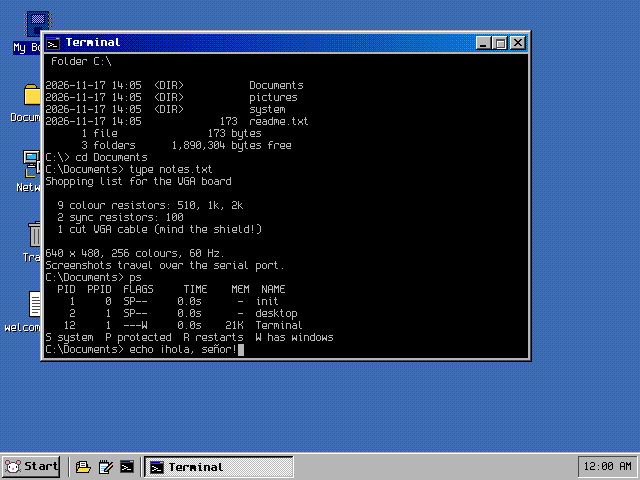 My Bo
Docum
Netw
Tra
welcom
Terminal
Folder C:\
2026-11-17 14:05 <DIR> Documents
2026-11-17 14:05 <DIR> pictures
2026-11-17 14:05 <DIR> system
2026-11-17 14:05 173 readme.txt
1 file 173 bytes
3 folders 1,890,304 bytes free
C:\> cd Documents
C:\Documents> type notes.txt
Shopping list for the VGA board
9 colour resistors: 510, 1k, 2k
2 sync resistors: 100
1 cut VGA cable (mind the shield!)
640 x 480, 256 colours, 60 Hz.
Screenshots travel over the serial port.
C:\Documents> ps
PID PPID FLAGS TIME MEM NAME
1 0 SP-- 0.0s - init
2 1 SP-- 0.0s - desktop
12 1 ---W 0.0s 21K Terminal
S system P protected R restarts W has windows
C:\Documents> echo ¡hola, señor!
Start
Terminal
12:00 AM